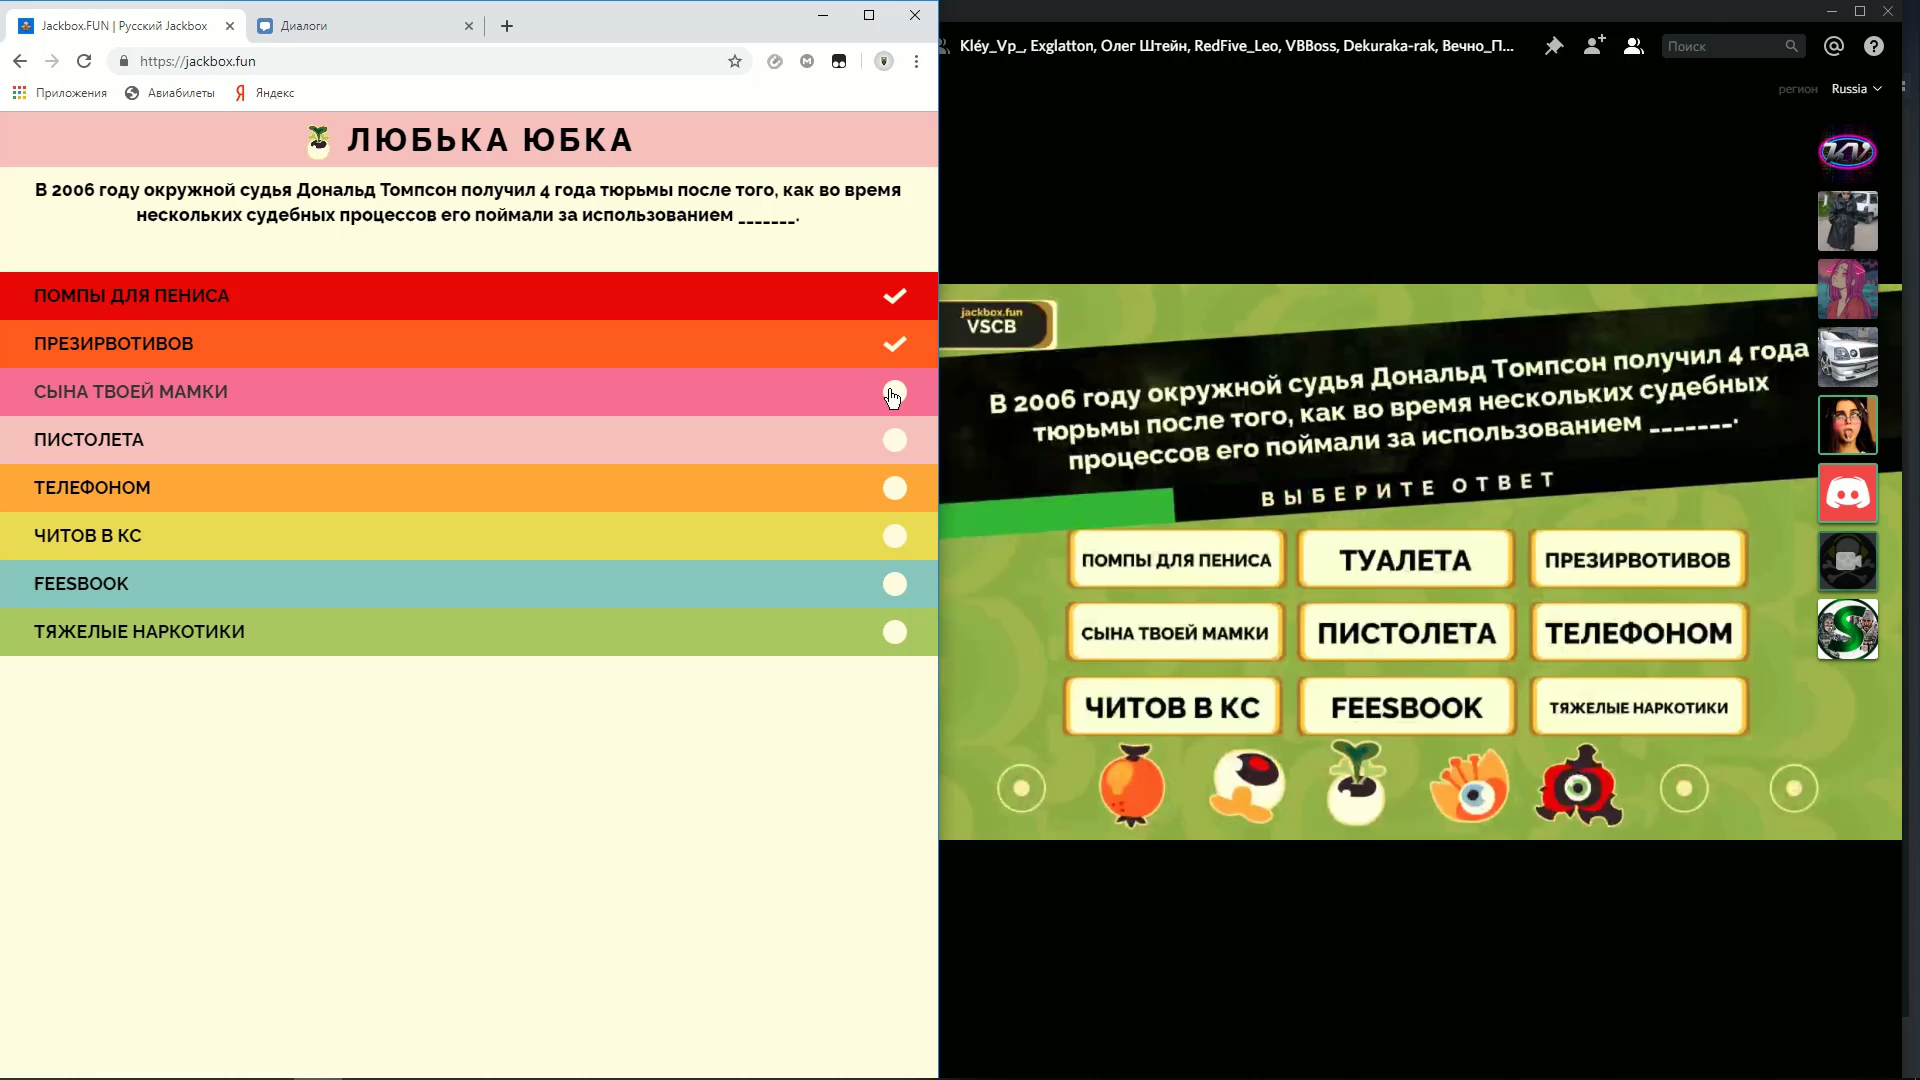 Jackbox.FUN | Русский Jackbox
Диалоги
https://jackbox.fun
Приложения
Авиабилеты
Яндекс
ЛЮБЬКА ЮБКА
В 2006 году окружной судья Дональд Томпсон получил 4 года тюрьмы после того, как во время
нескольких судебных процессов его поймали за использованием _______.
ПОМПЫ ДЛЯ ПЕНИСА
ПРЕЗИРВОТИВОВ
СЫНА ТВОЕЙ МАМКИ
ПИСТОЛЕТА
ТЕЛЕФОНОМ
ЧИТОВ В КС
FEESBOOK
ТЯЖЕЛЫЕ НАРКОТИКИ
Kléy_Vp_, Exglatton, Олег Штейн, RedFive_Leo, VBBoss, Dekuraka-rak, Вечно_П...
Поиск
регион
Russia
KV
jackbox.fun
VSCB
В 2006 году окружной судья Дональд Томпсон получил 4 года
тюрьмы после того, как во время нескольких судебных
процессов его поймали за использованием _______.
ВЫБЕРИТЕ ОТВЕТ
ПОМПЫ ДЛЯ ПЕНИСА
ТУАЛЕТА
ПРЕЗИРВОТИВОВ
СЫНА ТВОЕЙ МАМКИ
ПИСТОЛЕТА
ТЕЛЕФОНОМ
ЧИТОВ В КС
FEESBOOK
ТЯЖЕЛЫЕ НАРКОТИКИ
S